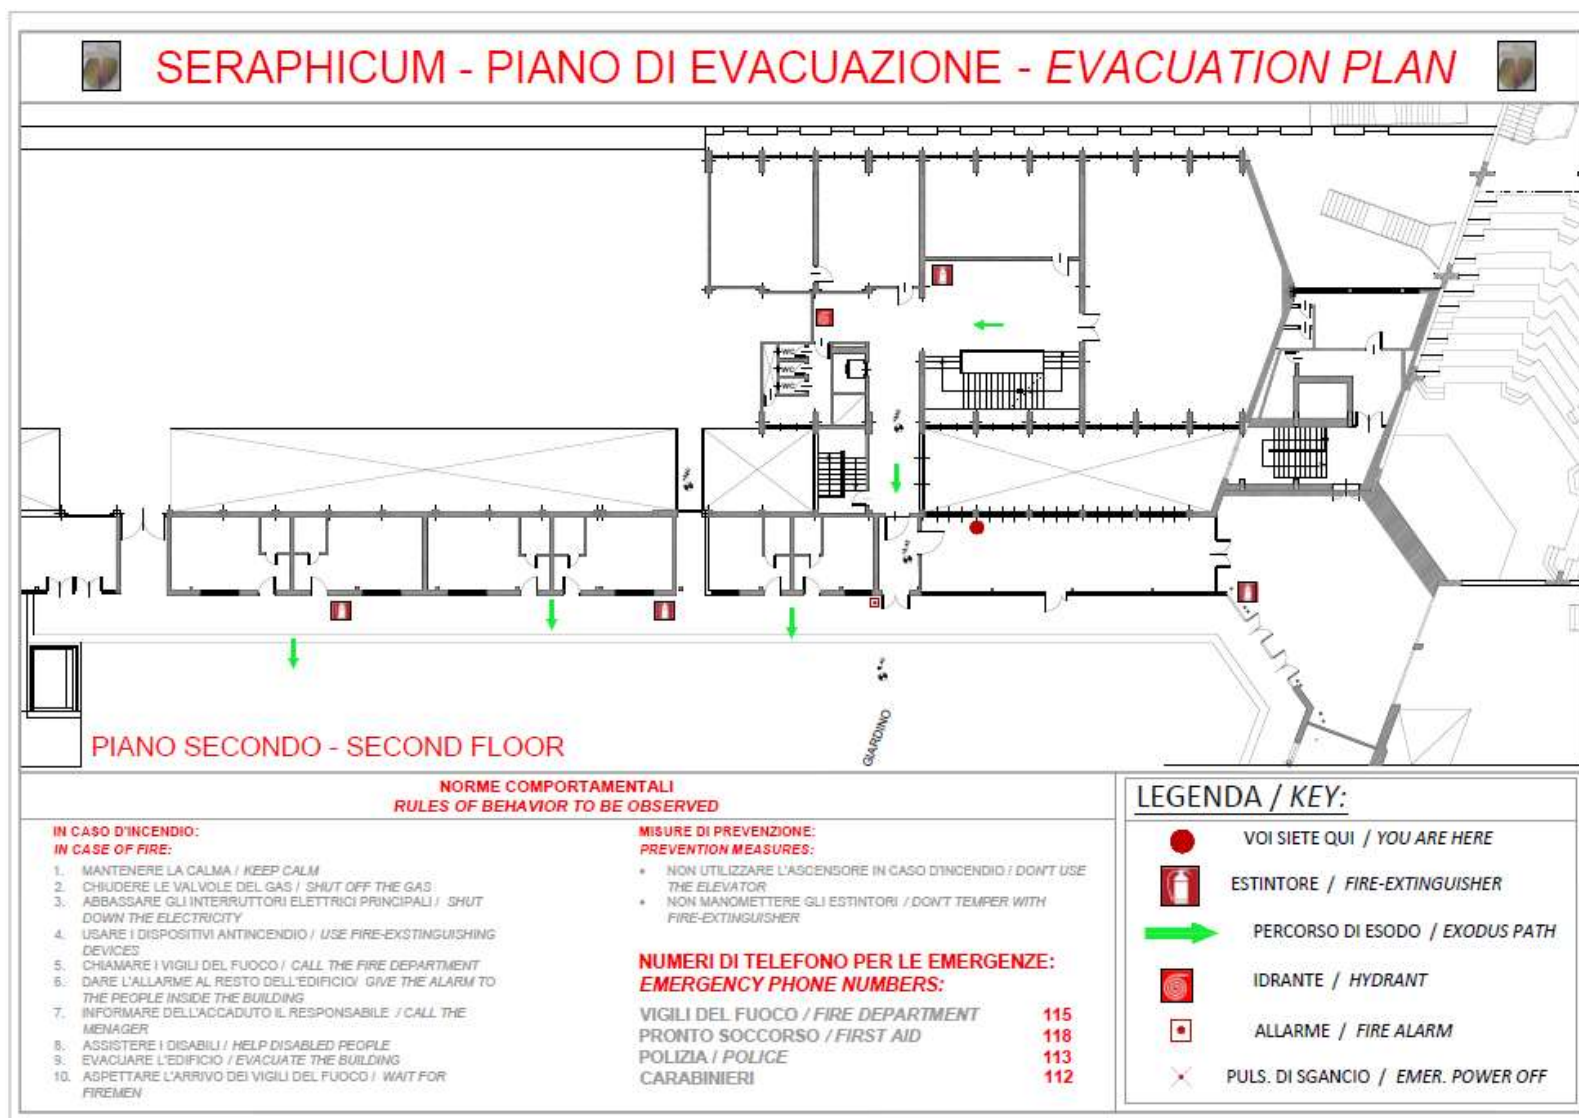 SERAPHICUM - PIANO DI EVACUAZIONE - EVACUATION PLAN
WC
WC
WC
GIARDINO
PIANO SECONDO - SECOND FLOOR
NORME COMPORTAMENTALI
RULES OF BEHAVIOR TO BE OBSERVED
IN CASO D'INCENDIO:
IN CASE OF FIRE:
1. MANTENERE LA CALMA / KEEP CALM
2. CHIUDERE LE VALVOLE DEL GAS / SHUT OFF THE GAS
3. ABBASSARE GLI INTERRUTTORI ELETTRICI PRINCIPALI / SHUT
DOWN THE ELECTRICITY
4. USARE I DISPOSITIVI ANTINCENDIO / USE FIRE-EXSTINGUISHING
DEVICES
5. CHIAMARE I VIGILI DEL FUOCO / CALL THE FIRE DEPARTMENT
6. DARE L'ALLARME AL RESTO DELL'EDIFICIO/ GIVE THE ALARM TO
THE PEOPLE INSIDE THE BUILDING
7. INFORMARE DELL'ACCADUTO IL RESPONSABILE / CALL THE
MENAGER
8. ASSISTERE I DISABILI / HELP DISABLED PEOPLE
9. EVACUARE L'EDIFICIO / EVACUATE THE BUILDING
10. ASPETTARE L'ARRIVO DEI VIGILI DEL FUOCO / WAIT FOR
FIREMEN
MISURE DI PREVENZIONE:
PREVENTION MEASURES:
• NON UTILIZZARE L'ASCENSORE IN CASO D'INCENDIO / DON'T USE
THE ELEVATOR
• NON MANOMETTERE GLI ESTINTORI / DON'T TEMPER WITH
FIRE-EXTINGUISHER
NUMERI DI TELEFONO PER LE EMERGENZE:
EMERGENCY PHONE NUMBERS:
VIGILI DEL FUOCO / FIRE DEPARTMENT 115
PRONTO SOCCORSO / FIRST AID 118
POLIZIA / POLICE 113
CARABINIERI 112
LEGENDA / KEY:
VOI SIETE QUI / YOU ARE HERE
ESTINTORE / FIRE-EXTINGUISHER
PERCORSO DI ESODO / EXODUS PATH
IDRANTE / HYDRANT
ALLARME / FIRE ALARM
PULS. DI SGANCIO / EMER. POWER OFF